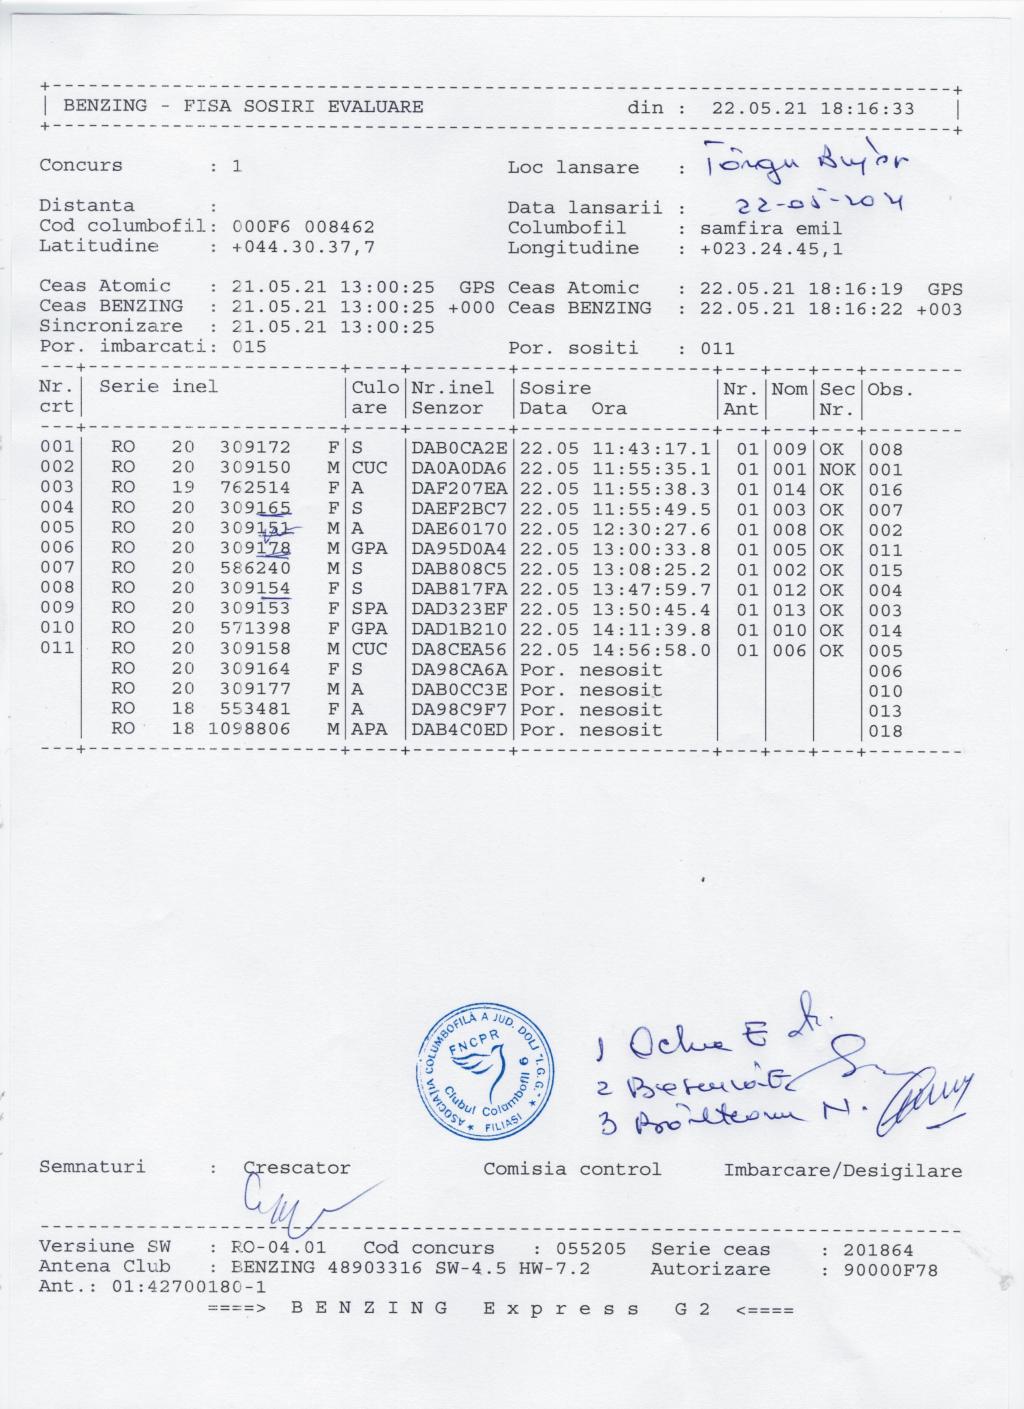 BENZING - FISA SOSIRI EVALUARE din : 22.05.21 18:16:33
Concurs : 1 Loc lansare : Târgu Bujor
Distanta : Data lansarii : 22-05-2021
Cod columbofil: 000F6 008462 Columbofil : samfira emil
Latitudine : +044.30.37,7 Longitudine : +023.24.45,1
Ceas Atomic : 21.05.21 13:00:25 GPS Ceas Atomic : 22.05.21 18:16:19 GPS
Ceas BENZING : 21.05.21 13:00:25 +000 Ceas BENZING : 22.05.21 18:16:22 +003
Sincronizare : 21.05.21 13:00:25
Por. imbarcati: 015 Por. sositi : 011
Nr. Serie inel Culo Nr.inel Sosire Nr. Nom Sec Obs.
crt are Senzor Data Ora Ant Nr.
001 RO 20 309172 F S DAB0CA2E 22.05 11:43:17.1 01 009 OK 008
002 RO 20 309150 M CUC DA0A0DA6 22.05 11:55:35.1 01 001 NOK 001
003 RO 19 762514 F A DAF207EA 22.05 11:55:38.3 01 014 OK 016
004 RO 20 309165 F S DAEF2BC7 22.05 11:55:49.5 01 003 OK 007
005 RO 20 309151 M A DAE60170 22.05 12:30:27.6 01 008 OK 002
006 RO 20 309178 M GPA DA95D0A4 22.05 13:00:33.8 01 005 OK 011
007 RO 20 586240 M S DAB808C5 22.05 13:08:25.2 01 002 OK 015
008 RO 20 309154 F S DAB817FA 22.05 13:47:59.7 01 012 OK 004
009 RO 20 309153 F SPA DAD323EF 22.05 13:50:45.4 01 013 OK 003
010 RO 20 571398 F GPA DAD1B210 22.05 14:11:39.8 01 010 OK 014
011 RO 20 309158 M CUC DA8CEA56 22.05 14:56:58.0 01 006 OK 005
RO 20 309164 F S DA98CA6A Por. nesosit 006
RO 20 309177 M A DAB0CC3E Por. nesosit 010
RO 18 553481 F A DA98C9F7 Por. nesosit 013
RO 18 1098806 M APA DAB4C0ED Por. nesosit 018
ASOCIAŢIA COLUMBOFILĂ A JUD. DOLJ "I.G.G." ★ FILIASI ★
FNCPR
Clubul Columbofil 6
1 E
2
3 N.
Semnaturi : Crescator Comisia control Imbarcare/Desigilare
Versiune SW : RO-04.01 Cod concurs : 055205 Serie ceas : 201864
Antena Club : BENZING 48903316 SW-4.5 HW-7.2 Autorizare : 90000F78
Ant.: 01:42700180-1
====> B E N Z I N G E x p r e s s G 2 <====